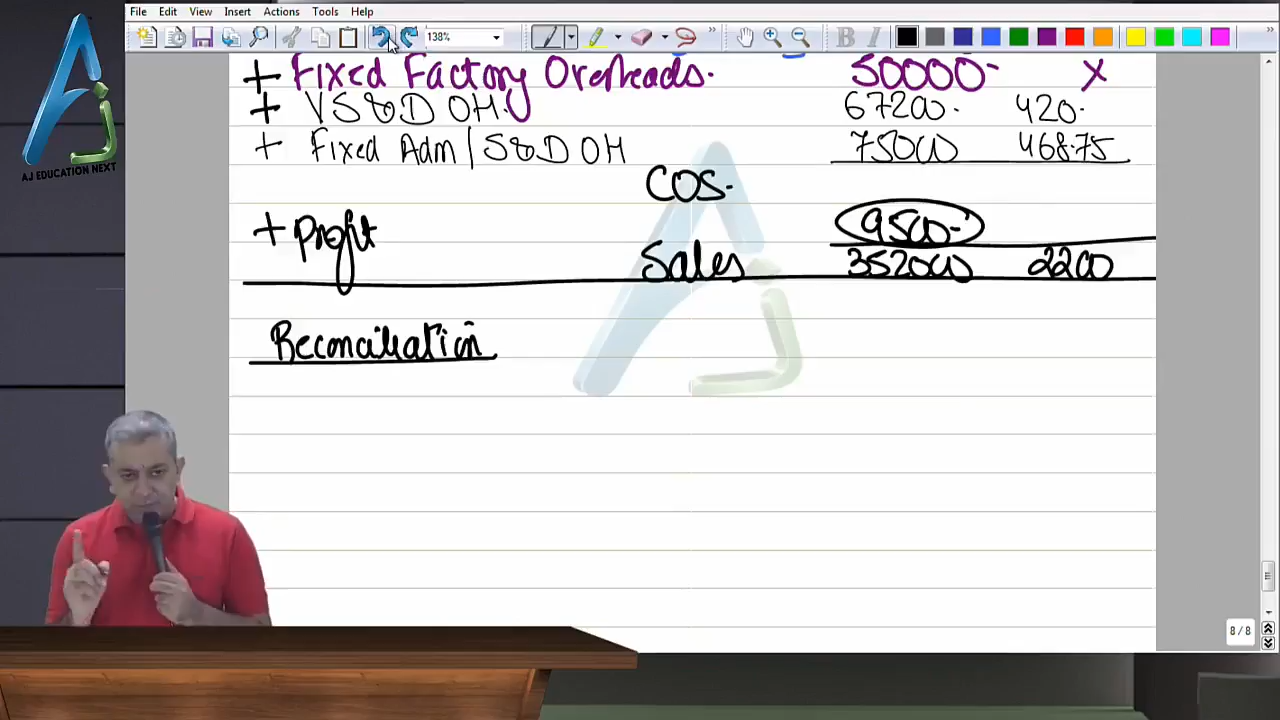 File Edit View Insert Actions Tools Help
138%
+ Fixed Factory Overheads. 50000- X
+ VS&D OH. 67200. 420.
+ Fixed Adm/S&D OH 75000 468.75
COS.
+ Profit 9500-
Sales 352000 2200
Reconciliation
AJ EDUCATION NEXT
8/8